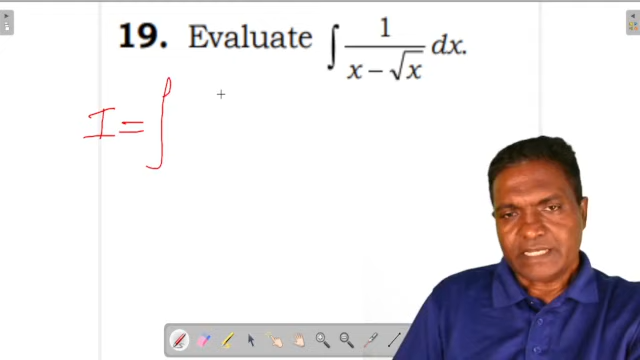 19. Evaluate ∫ 1/(x − √x) dx.
I = ∫